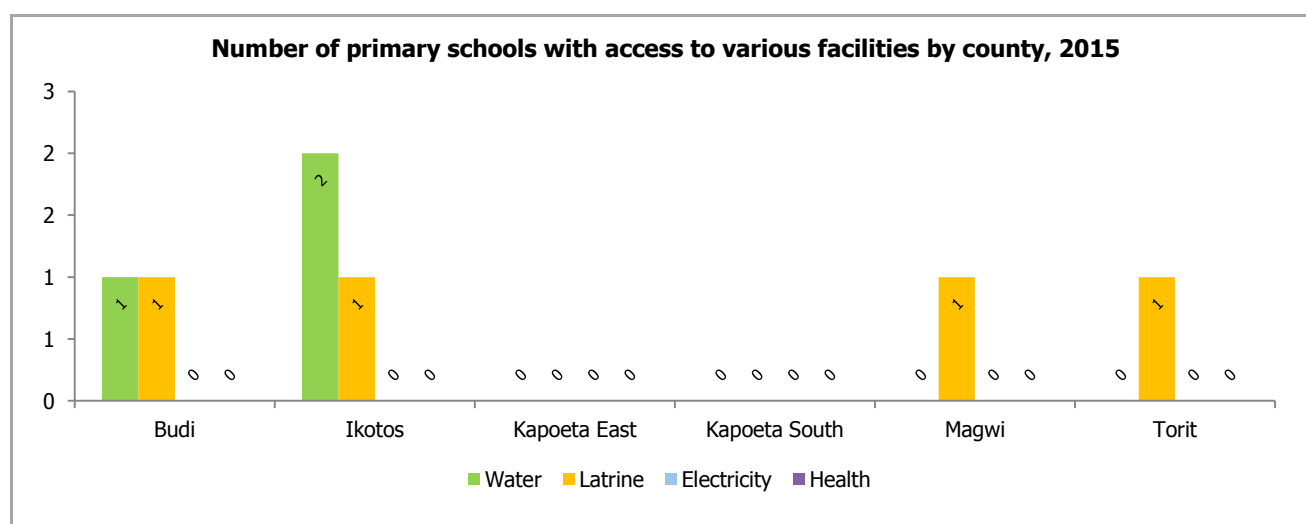 Number of primary schools with access to various facilities by county, 2015
3
2
2
1
1
0
1 1 0 0
2 1 0 0
0 0 0 0
0 0 0 0
0 1 0 0
0 1 0 0
Budi Ikotos Kapoeta East Kapoeta South Magwi Torit
Water Latrine Electricity Health